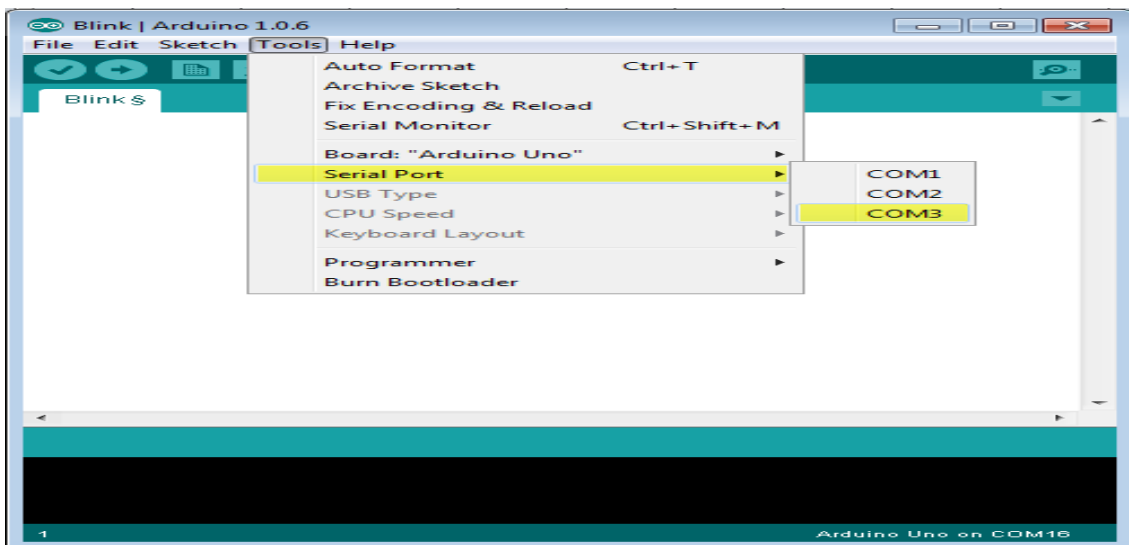 Blink | Arduino 1.0.6
File Edit Sketch Tools Help
Auto Format Ctrl+T
Archive Sketch
Blink §
Fix Encoding & Reload
Serial Monitor Ctrl+Shift+M
Board: "Arduino Uno"
Serial Port COM1
USB Type COM2
CPU Speed COM3
Keyboard Layout
Programmer
Burn Bootloader
1 Arduino Uno on COM16